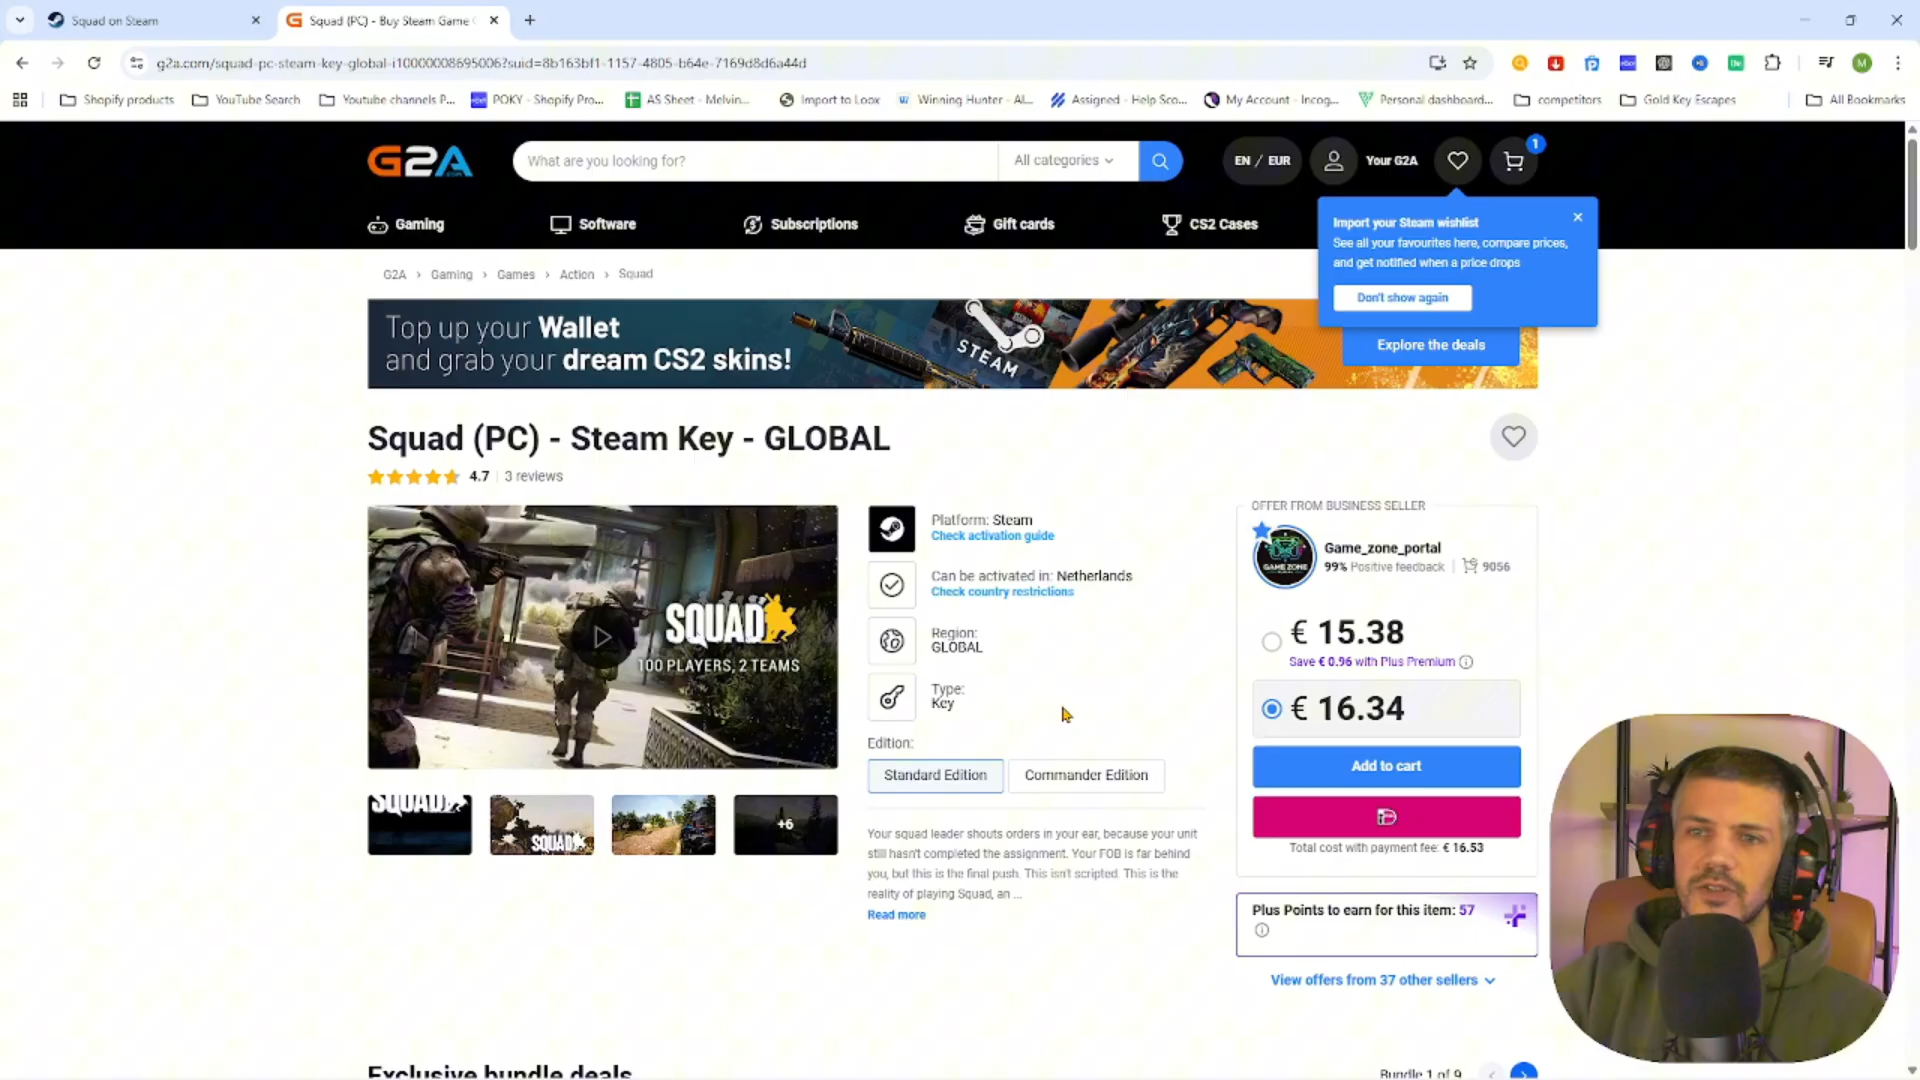 Squad on Steam
Squad (PC) - Buy Steam Game
g2a.com/squad-pc-steam-key-global-i10000008695006?suid=8b163bf1-1157-4805-b64e-7169d8d6a44d
M
Shopify products
YouTube Search
Youtube channels P...
POKY - Shopify Pro...
AS Sheet - Melvin...
Import to Loox
Winning Hunter - AI...
Assigned - Help Sco...
My Account - Incog...
Personal dashboard...
competitors
Gold Key Escapes
All Bookmarks
G2A
.COM
What are you looking for?
All categories
EN / EUR
Your G2A
1
Gaming
Software
Subscriptions
Gift cards
CS2 Cases
Import your Steam wishlist
See all your favourites here, compare prices,
and get notified when a price drops
Don't show again
G2A > Gaming > Games > Action > Squad
Top up your Wallet
and grab your dream CS2 skins!
STEAM
Explore the deals
Squad (PC) - Steam Key - GLOBAL
4.7 | 3 reviews
SQUAD
100 PLAYERS, 2 TEAMS
SQUAD
SQUAD
+6
Platform: Steam
Check activation guide
Can be activated in: Netherlands
Check country restrictions
Region:
GLOBAL
Type:
Key
Edition:
Standard Edition
Commander Edition
Your squad leader shouts orders in your ear, because your unit
still hasn't completed the assignment. Your FOB is far behind
you, but this is the final push. This isn't scripted. This is the
reality of playing Squad, an ...
Read more
OFFER FROM BUSINESS SELLER
GAME ZONE
Game_zone_portal
99% Positive feedback | 9056
€ 15.38
Save € 0.96 with Plus Premium
€ 16.34
Add to cart
Total cost with payment fee: € 16.53
Plus Points to earn for this item: 57
View offers from 37 other sellers
Exclusive bundle deals
Bundle 1 of 9